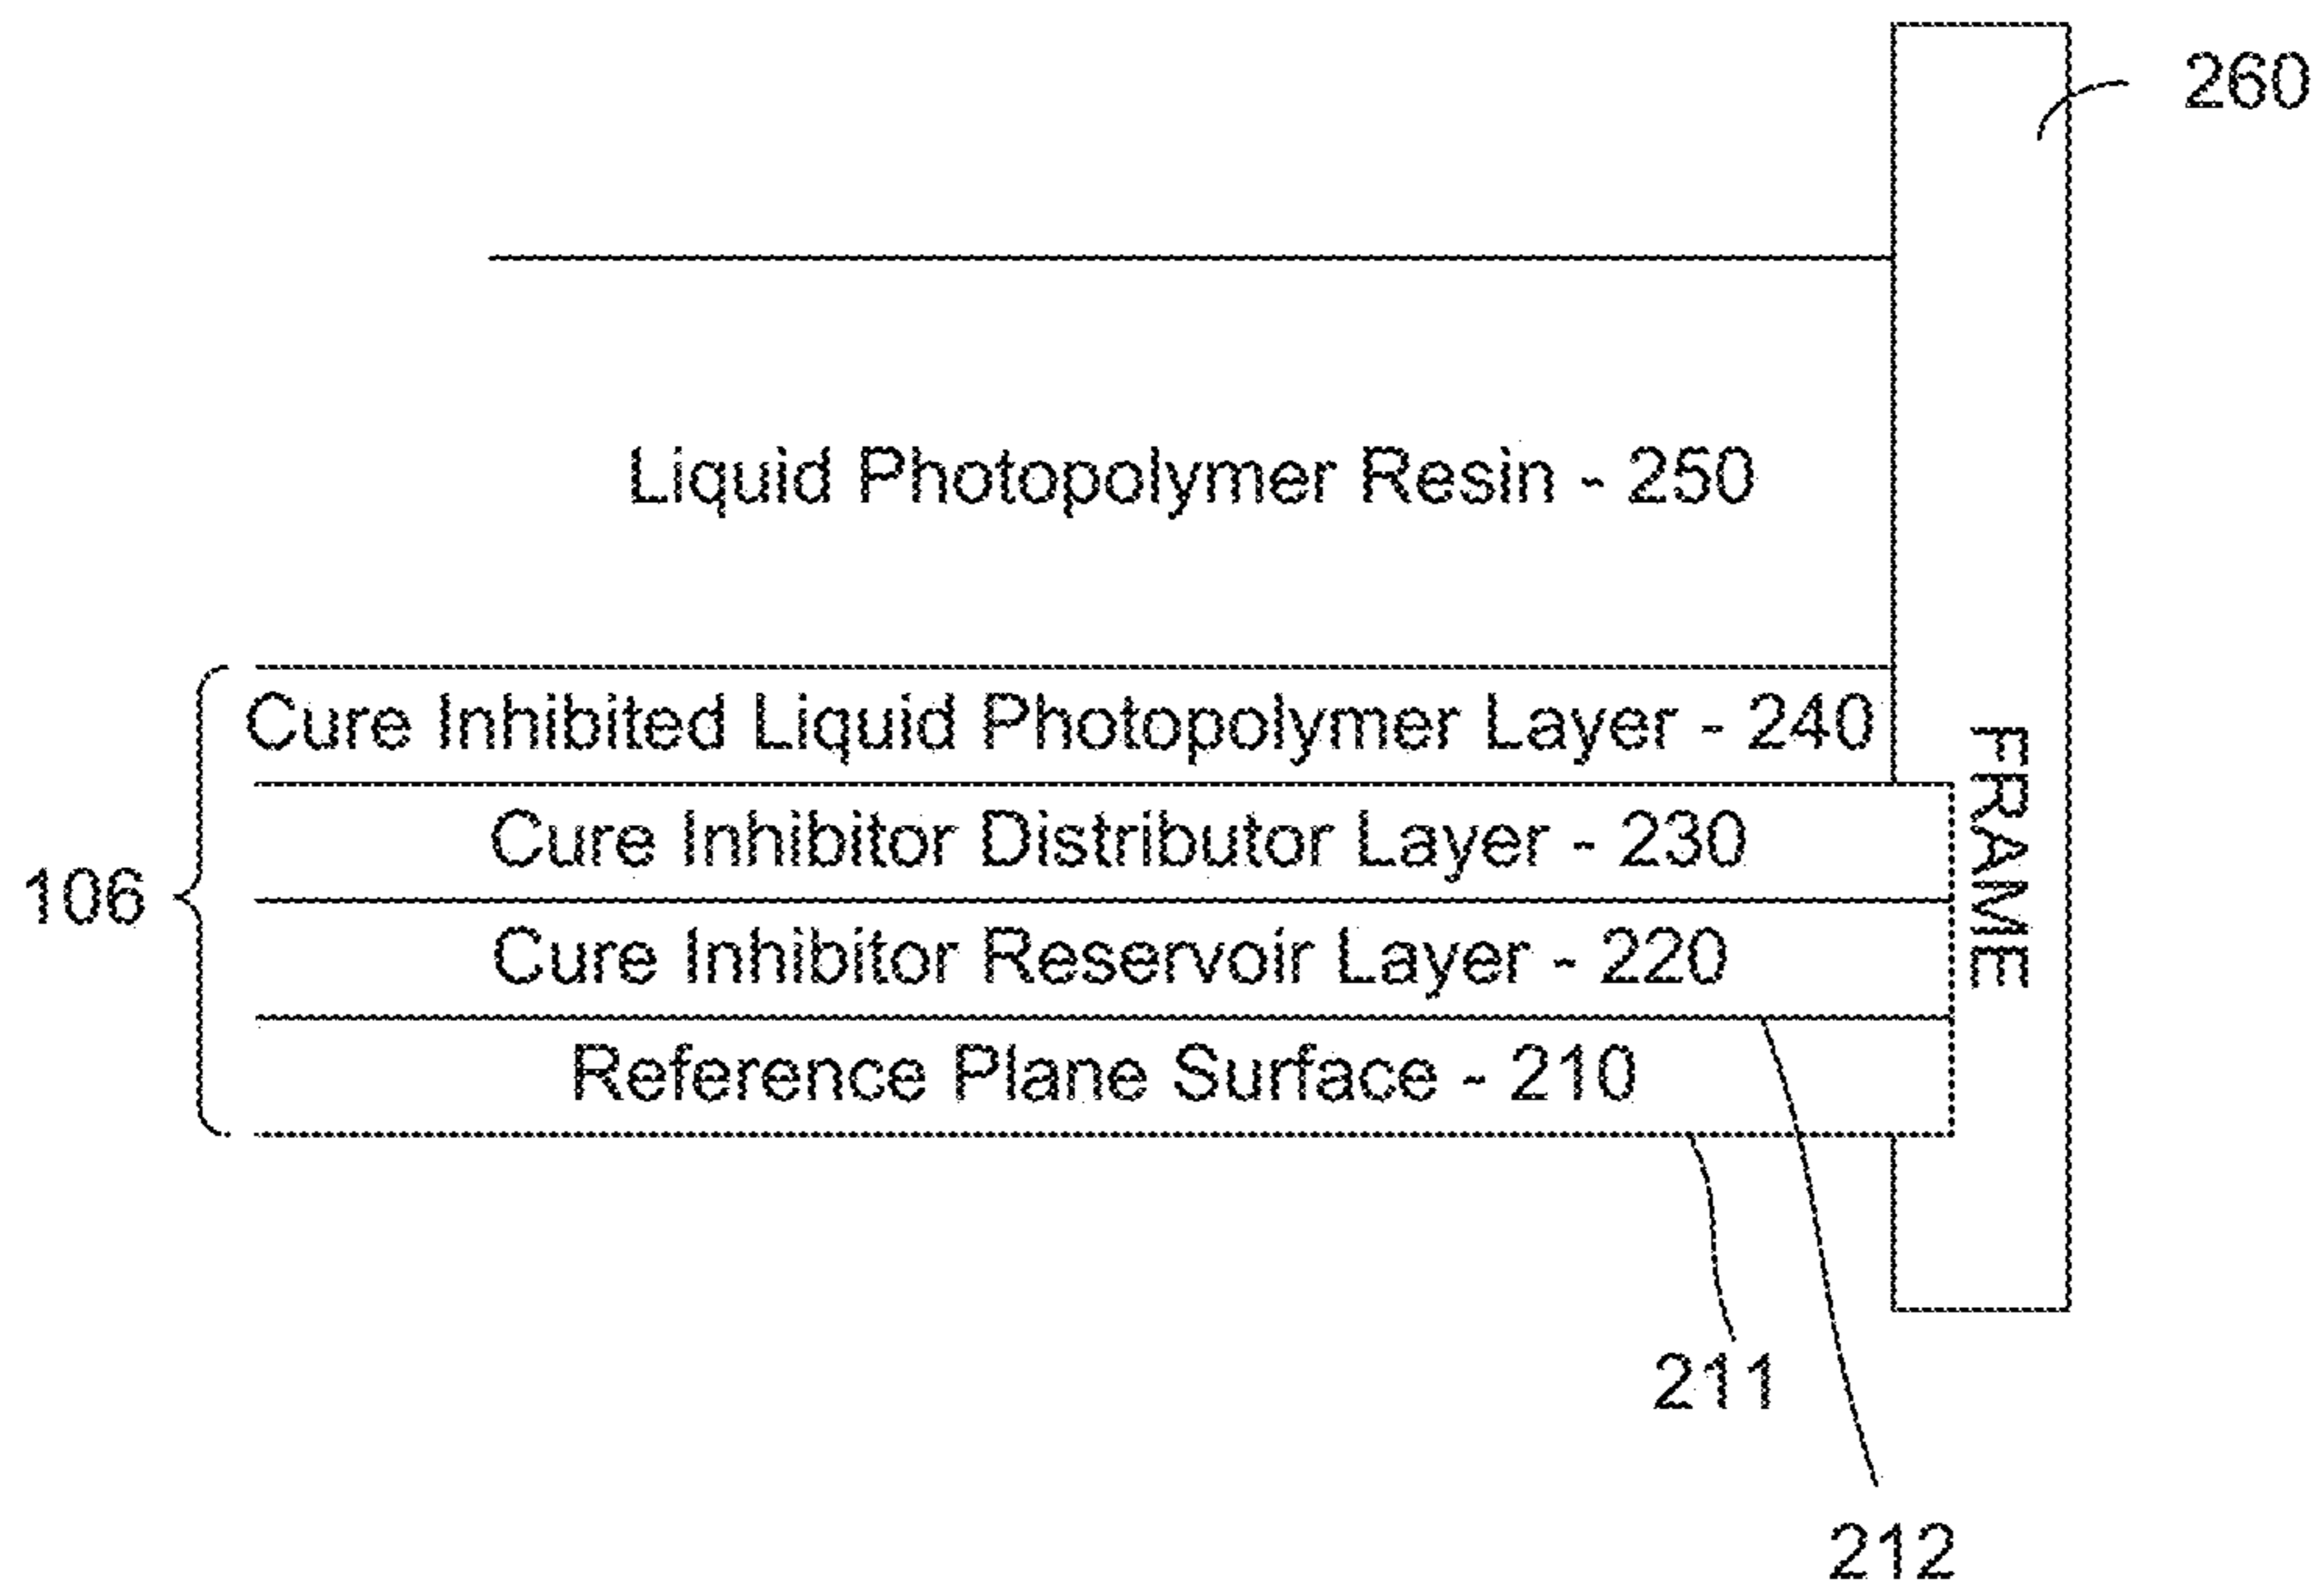 260
Liquid Photopolymer Resin - 250
Cure Inhibited Liquid Photopolymer Layer - 240
FRAME
Cure Inhibitor Distributor Layer - 230
106
Cure Inhibitor Reservoir Layer - 220
Reference Plane Surface - 210
211
212